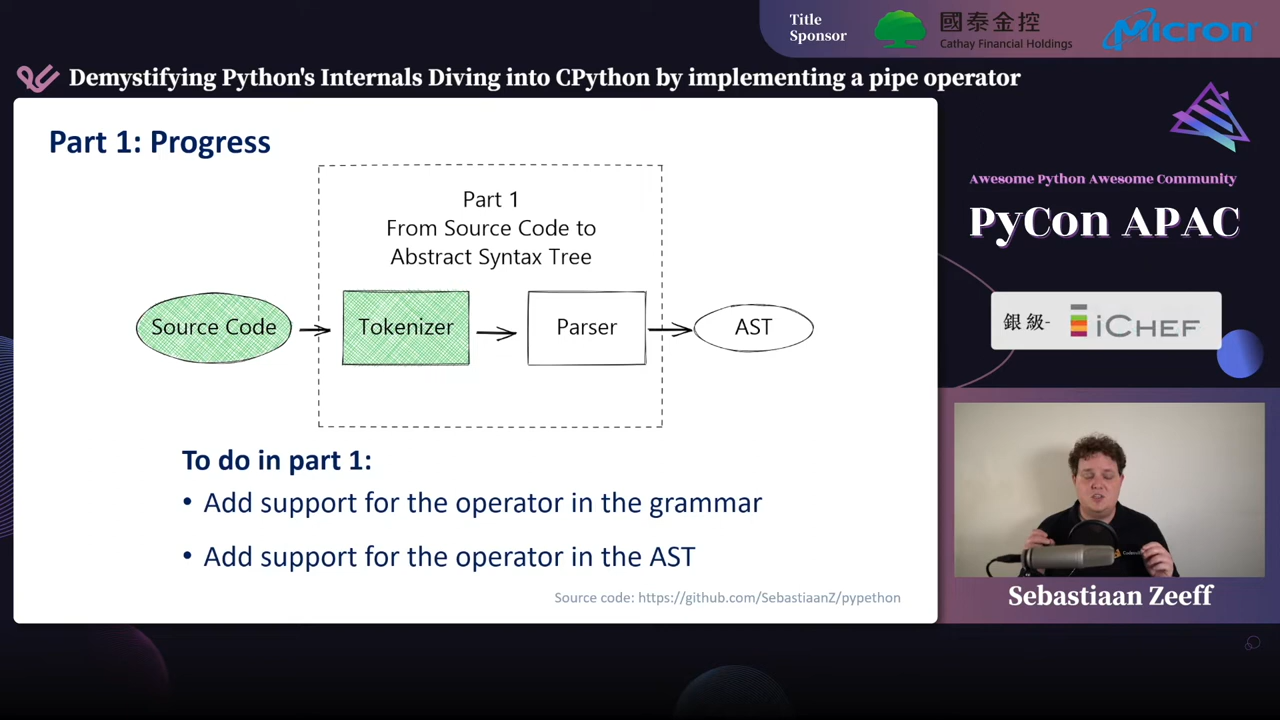 Title
Sponsor
國泰金控
Cathay Financial Holdings
Micron
Demystifying Python's Internals Diving into CPython by implementing a pipe operator
Part 1: Progress
Part 1
From Source Code to
Abstract Syntax Tree
Source Code
Tokenizer
Parser
AST
To do in part 1:
• Add support for the operator in the grammar
• Add support for the operator in the AST
Source code: https://github.com/SebastiaanZ/pypethon
Awesome Python Awesome Community
PyCon APAC
銀級- iCHEF
Sebastiaan Zeeff